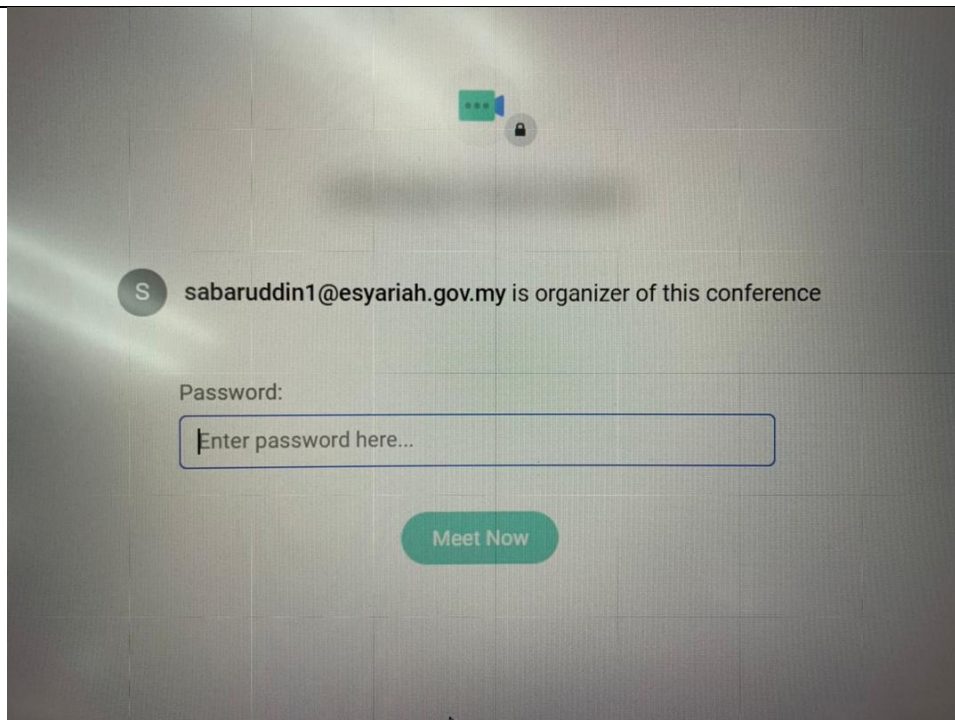 S
sabaruddin1@esyariah.gov.my is organizer of this conference
Password:
Enter password here...
Meet Now